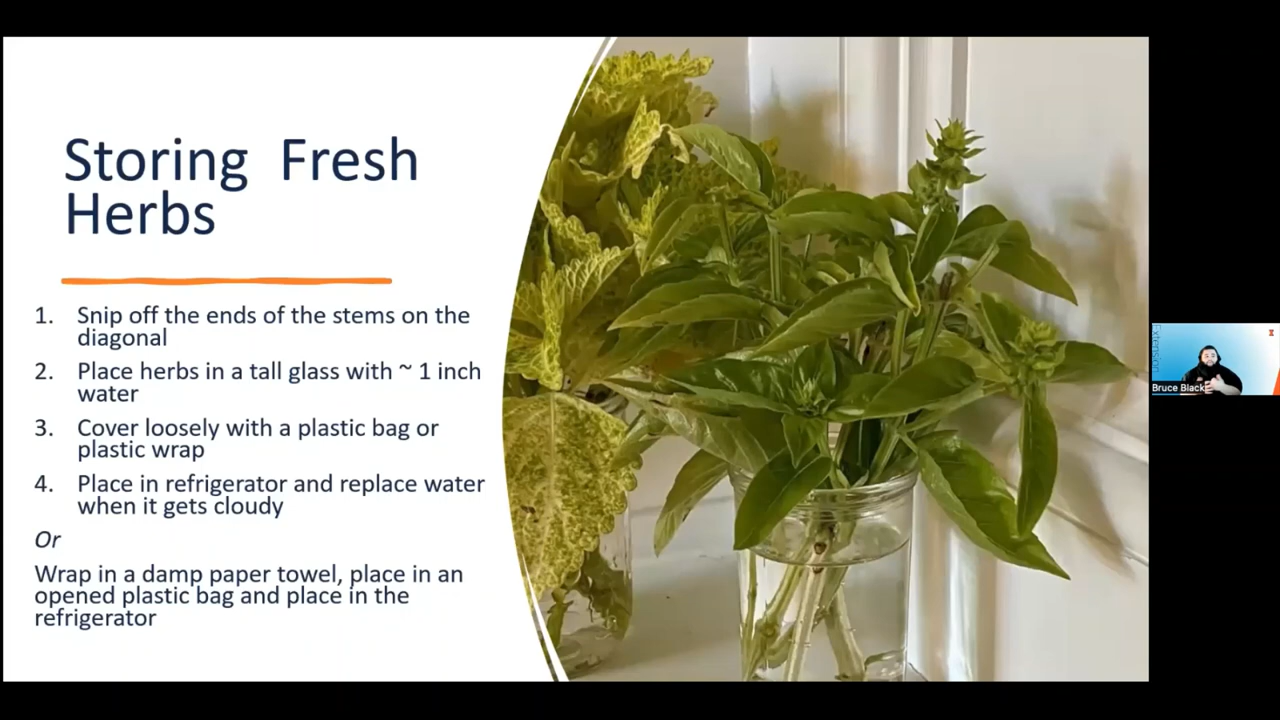 Storing Fresh
Herbs
1. Snip off the ends of the stems on the
diagonal
2. Place herbs in a tall glass with ~ 1 inch
water
3. Cover loosely with a plastic bag or
plastic wrap
4. Place in refrigerator and replace water
when it gets cloudy
Or
Wrap in a damp paper towel, place in an
opened plastic bag and place in the
refrigerator
Extension
Bruce Black